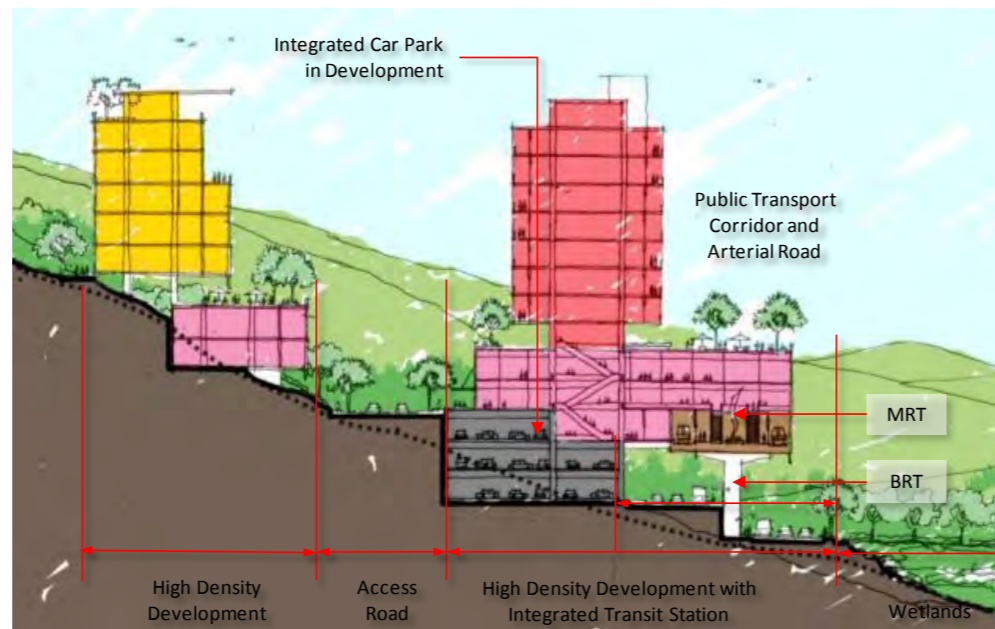 Integrated Car Park
in Development
Public Transport
Corridor and
Arterial Road
MRT
BRT
High Density
Development
Access
Road
High Density Development with
Integrated Transit Station
Wetlands